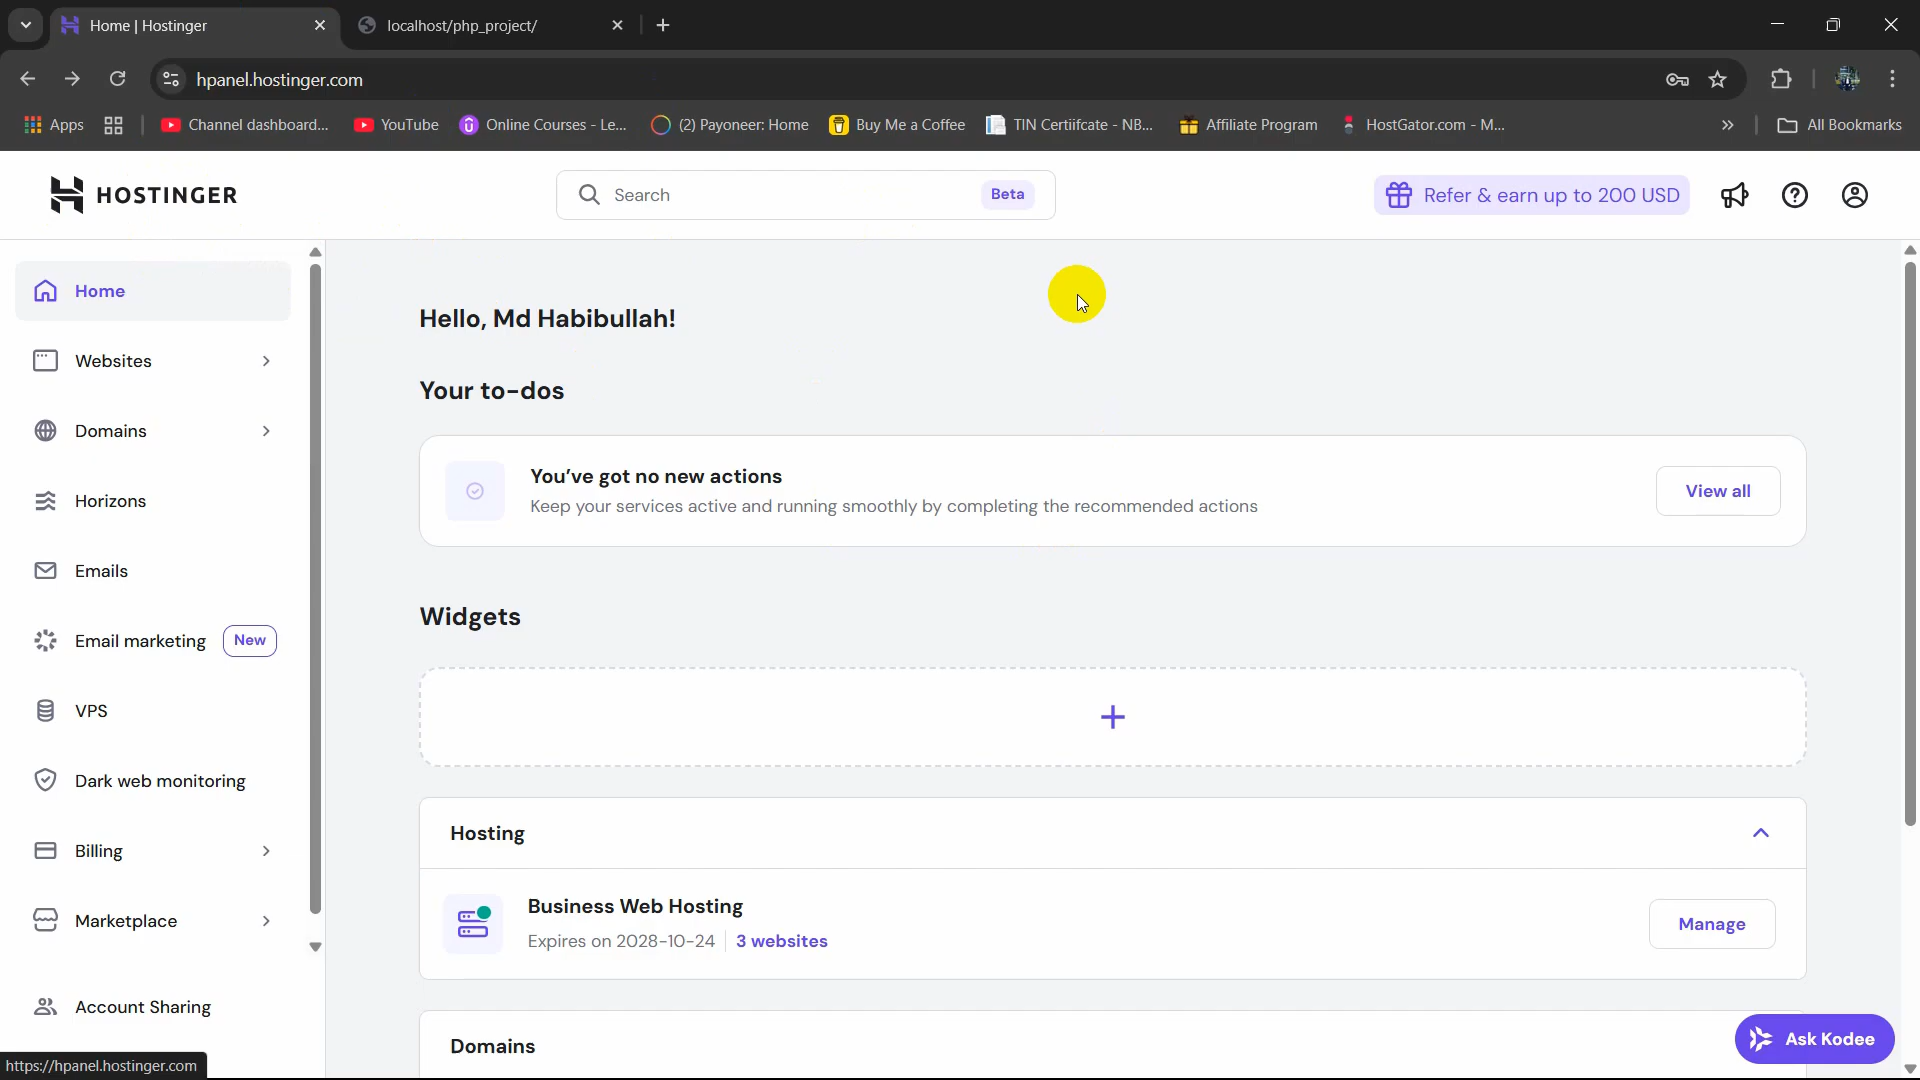 Home | Hostinger
localhost/php_project/
hpanel.hostinger.com
Apps
Channel dashboard...
YouTube
Online Courses - Le...
(2) Payoneer: Home
Buy Me a Coffee
TIN Certiifcate - NB...
Affiliate Program
HostGator.com - M...
All Bookmarks
HOSTINGER
Search
Beta
Refer & earn up to 200 USD
Home
Websites
Domains
Horizons
Emails
Email marketing
New
VPS
Dark web monitoring
Billing
Marketplace
Account Sharing
Hello, Md Habibullah!
Your to-dos
You've got no new actions
Keep your services active and running smoothly by completing the recommended actions
View all
Widgets
Hosting
Business Web Hosting
Expires on 2028-10-24
3 websites
Manage
Domains
Ask Kodee
https://hpanel.hostinger.com